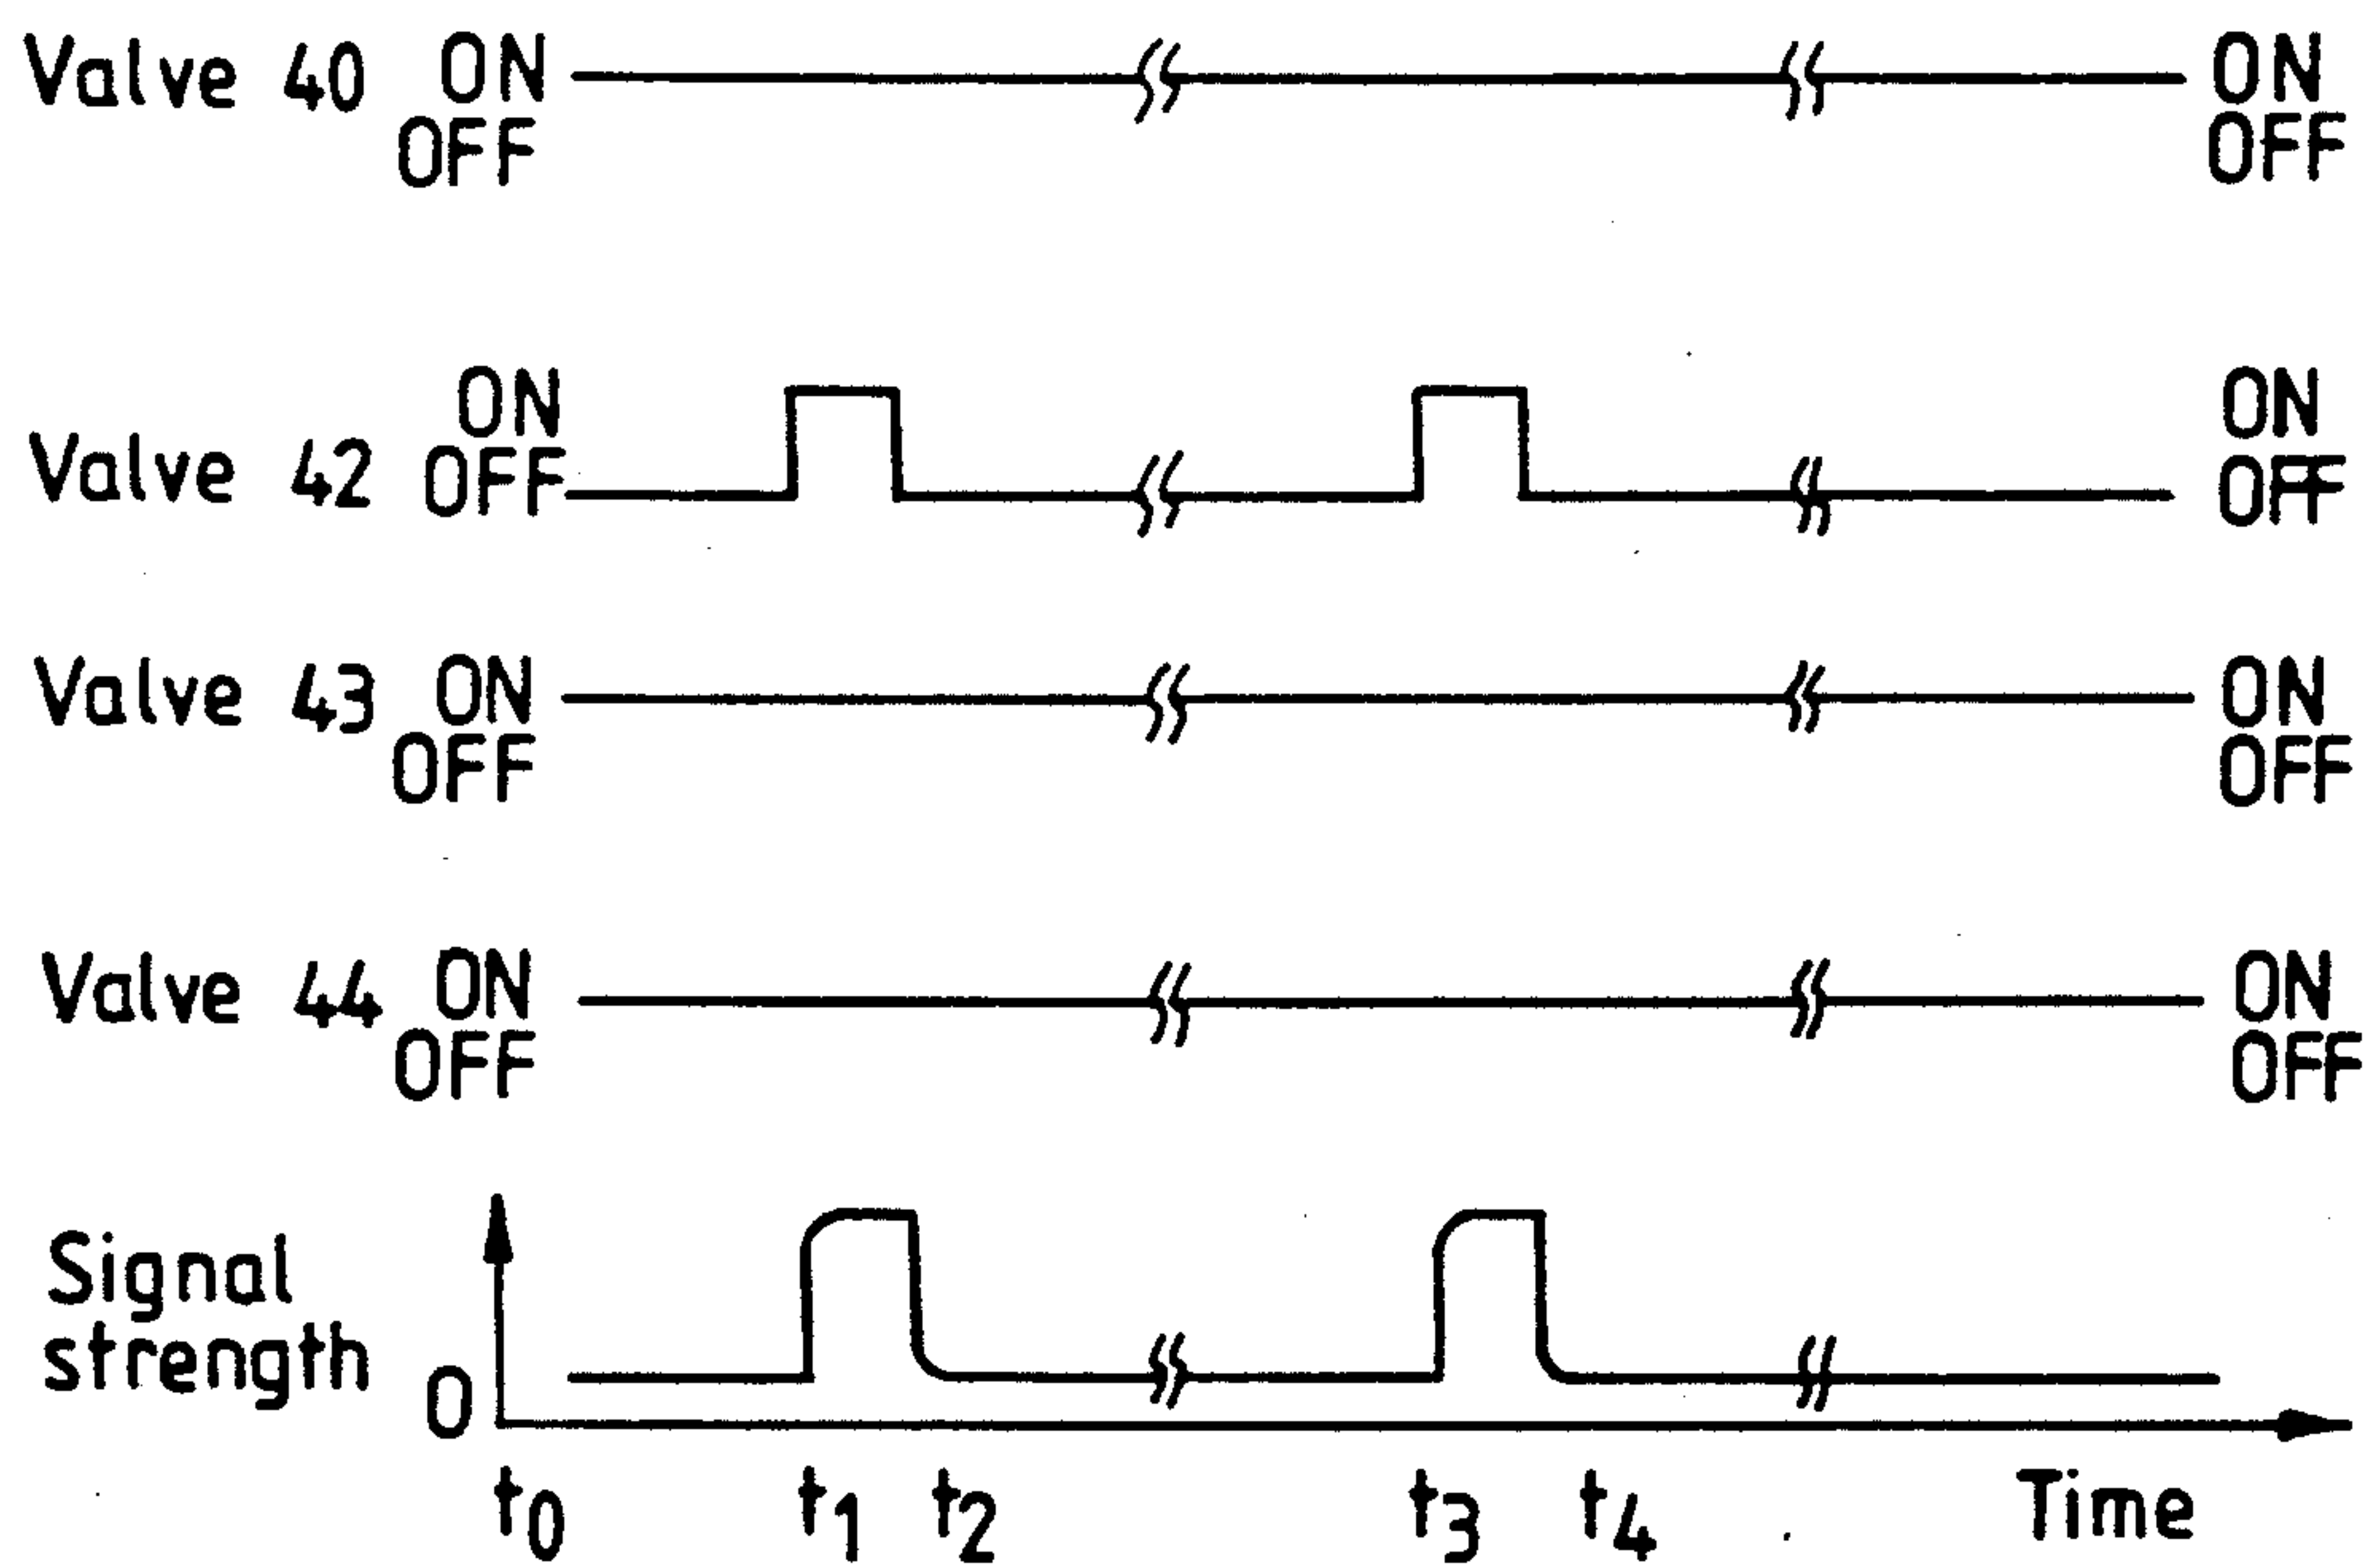 Valve 40 ON ON
OFF OFF
ON ON
Valve 42 OFF OFF
Valve 43 ON ON
OFF OFF
Valve 44 ON ON
OFF OFF
Signal
strength
0
t0 t1 t2 t3 t4 Time